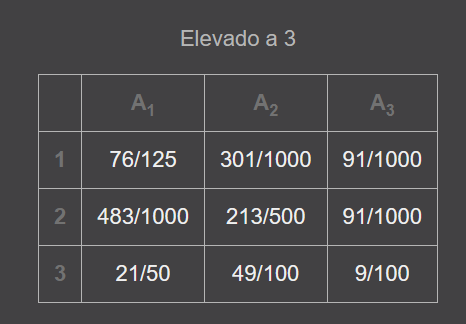 Elevado a 3
A₁ A₂ A₃
1 76/125 301/1000 91/1000
2 483/1000 213/500 91/1000
3 21/50 49/100 9/100